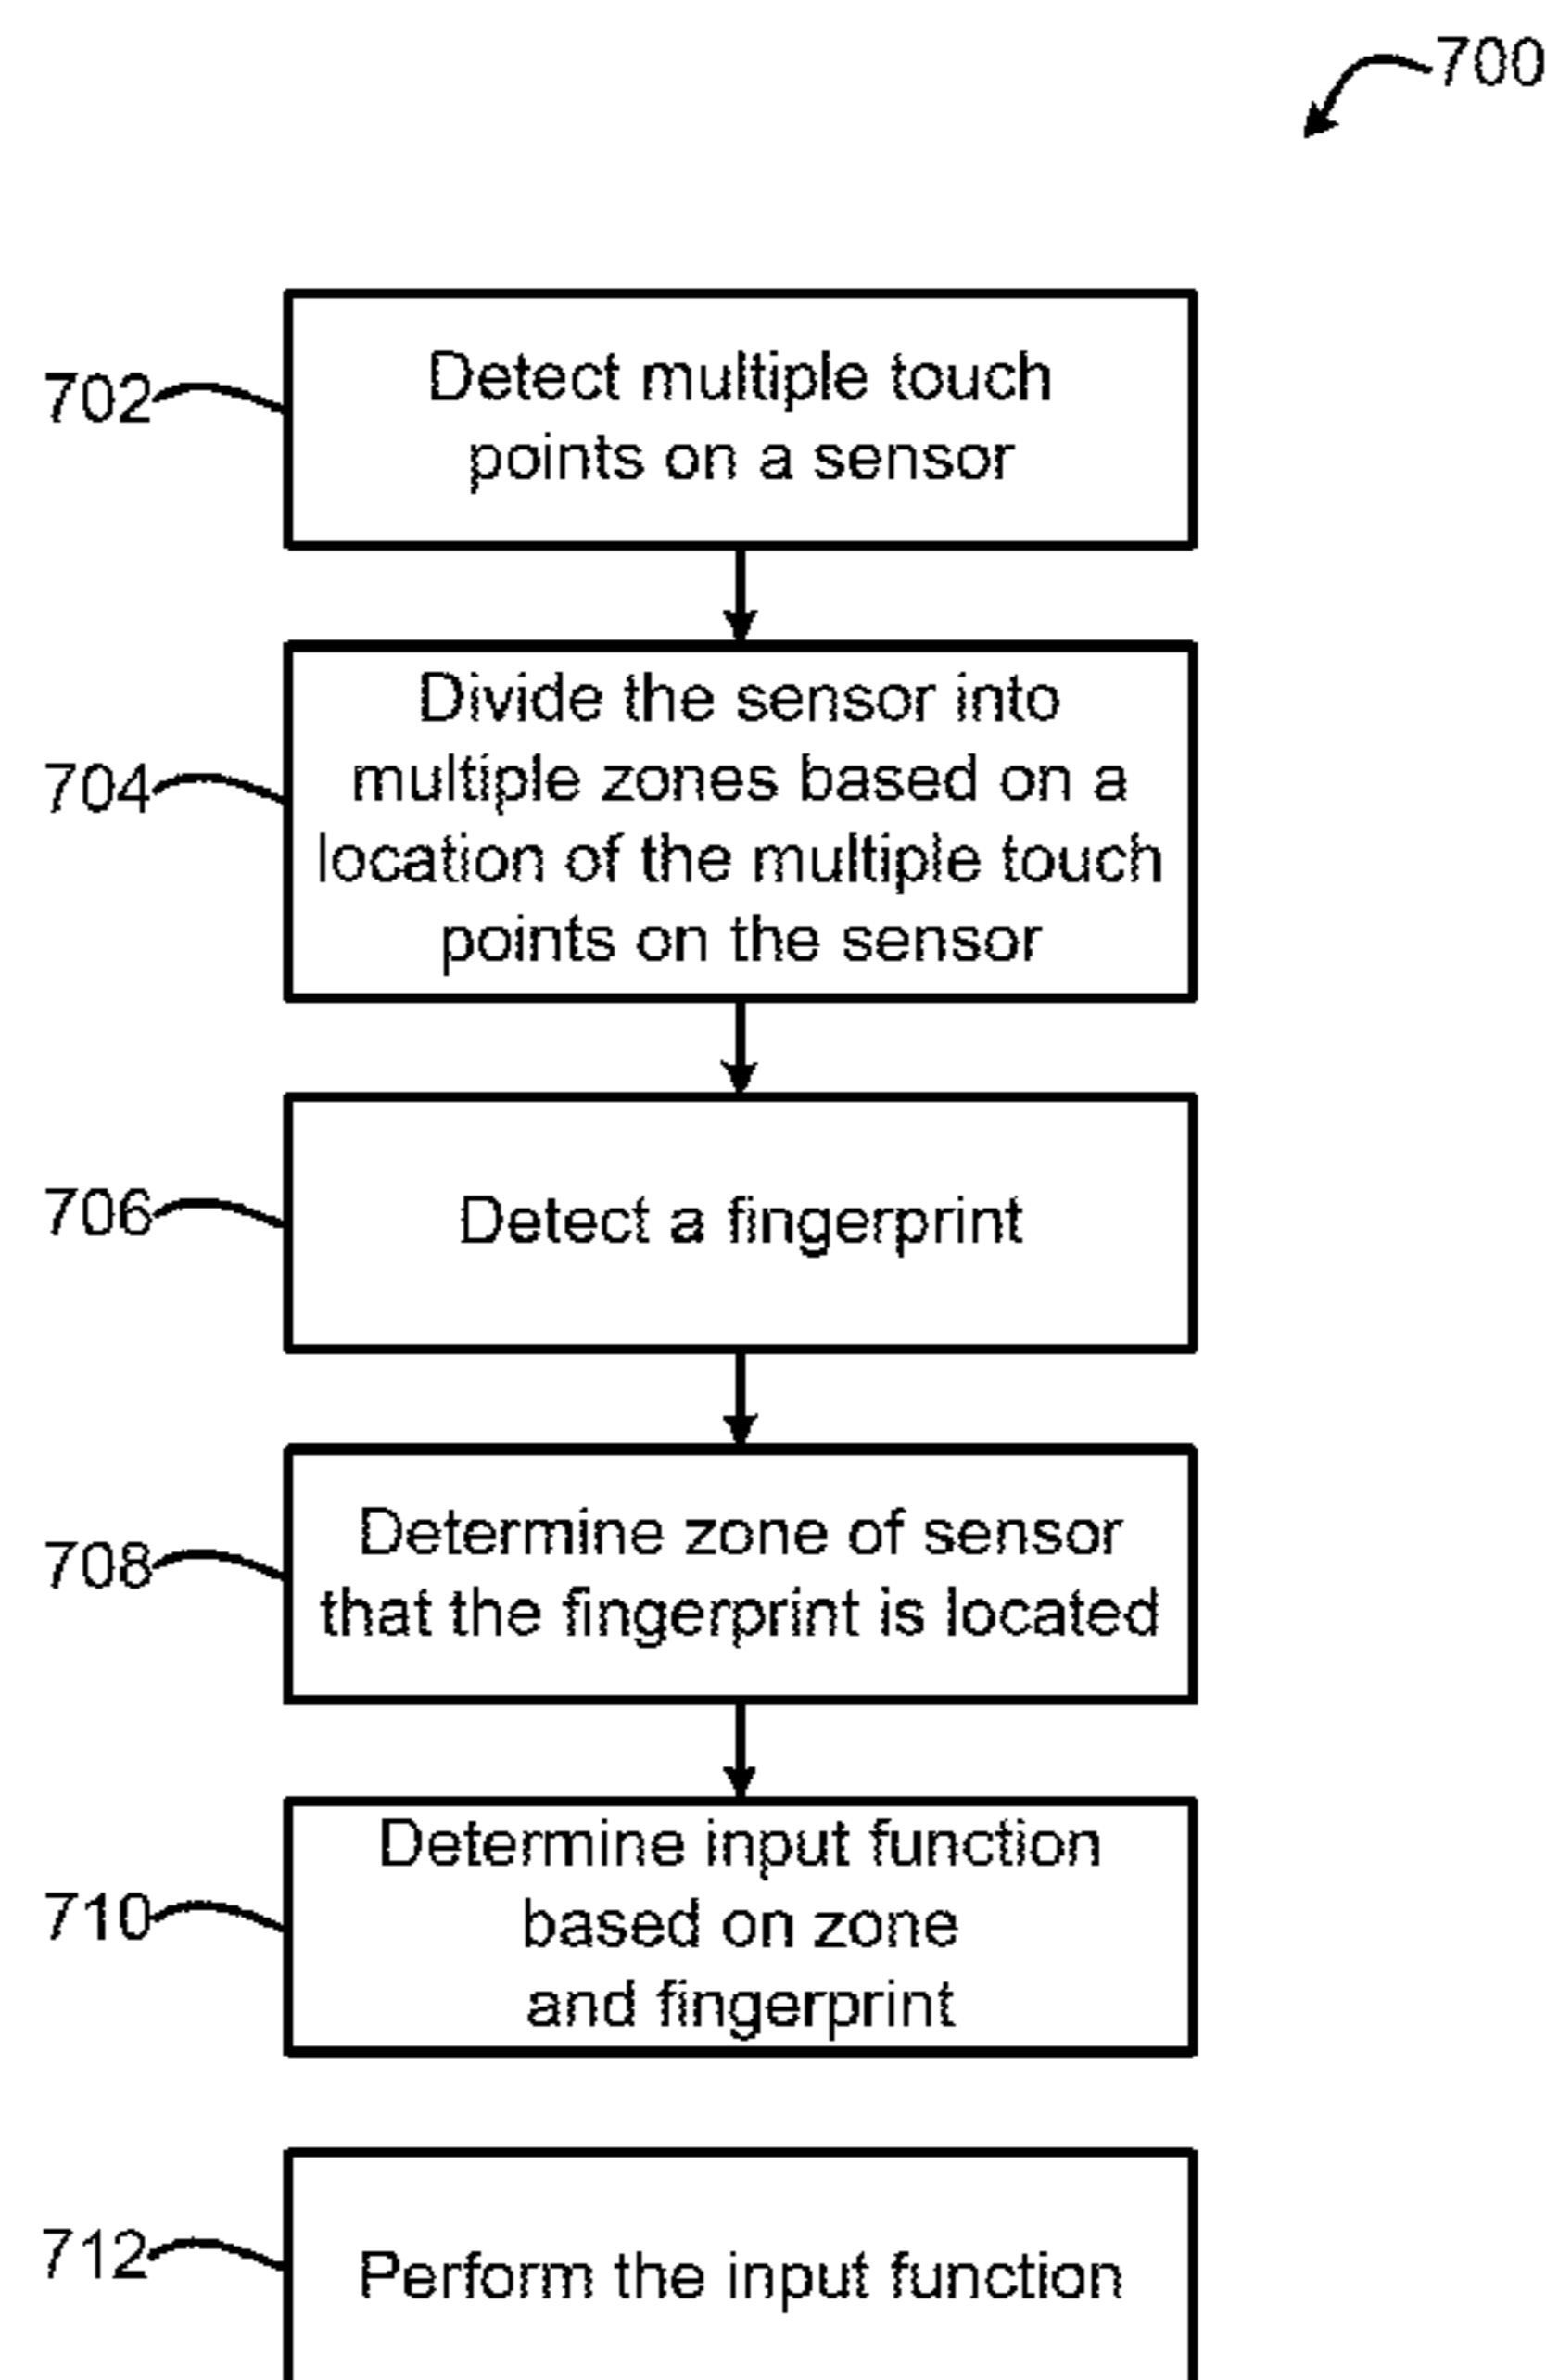 700
702
Detect multiple touch
points on a sensor
704
Divide the sensor into
multiple zones based on a
location of the multiple touch
points on the sensor
706
Detect a fingerprint
708
Determine zone of sensor
that the fingerprint is located
710
Determine input function
based on zone
and fingerprint
712
Perform the input function